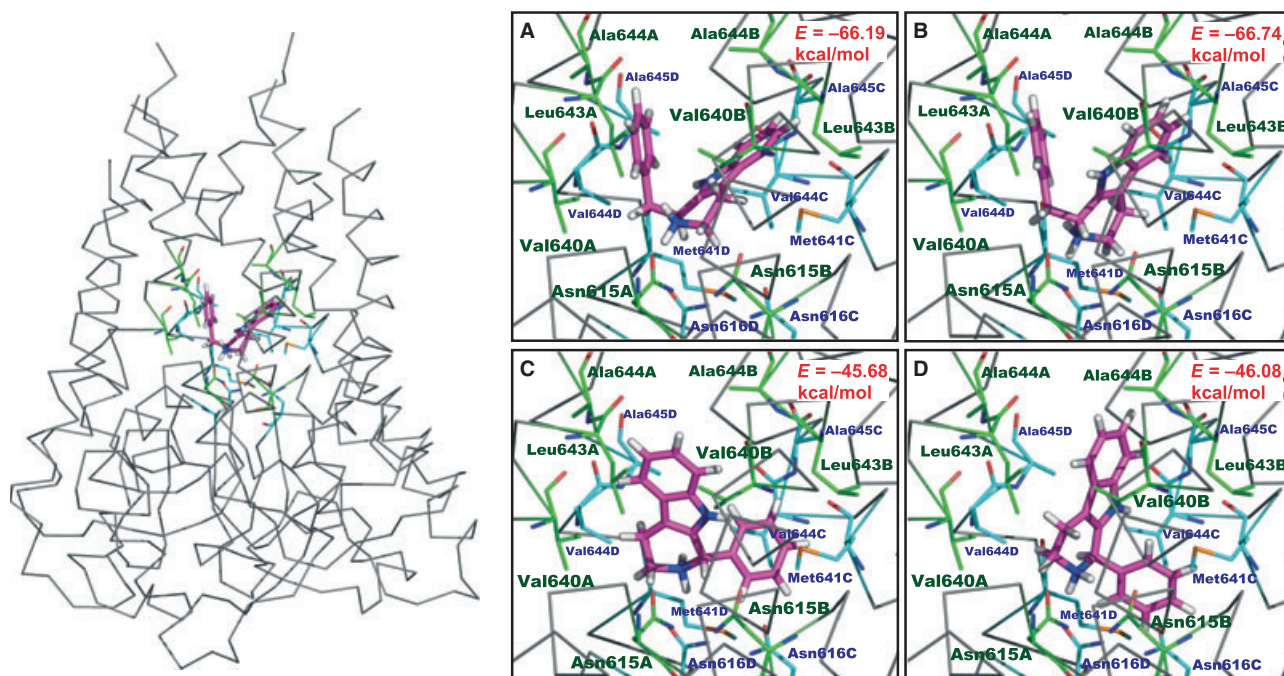 A
Ala644A
Ala644B
E = –66.19
kcal/mol
Ala645D
Ala645C
Leu643A
Val640B
Leu643B
Val644D
Val644C
Val640A
Met641D
Met641C
Asn615A
Asn615B
Asn616D
Asn616C
B
Ala644A
Ala644B
E = –66.74
kcal/mol
Ala645D
Ala645C
Leu643A
Val640B
Leu643B
Val644D
Val644C
Val640A
Met641D
Met641C
Asn615A
Asn615B
Asn616D
Asn616C
C
Ala644A
Ala644B
E = –45.68
kcal/mol
Ala645D
Ala645C
Leu643A
Val640B
Leu643B
Val644D
Val644C
Val640A
Met641D
Met641C
Asn615B
Asn615A
Asn616D
Asn616C
D
Ala644A
Ala644B
E = –46.08
kcal/mol
Ala645D
Ala645C
Leu643A
Leu643B
Val640B
Val644D
Val644C
Val640A
Met641C
Met641D
Asn615B
Asn615A
Asn616D
Asn616C